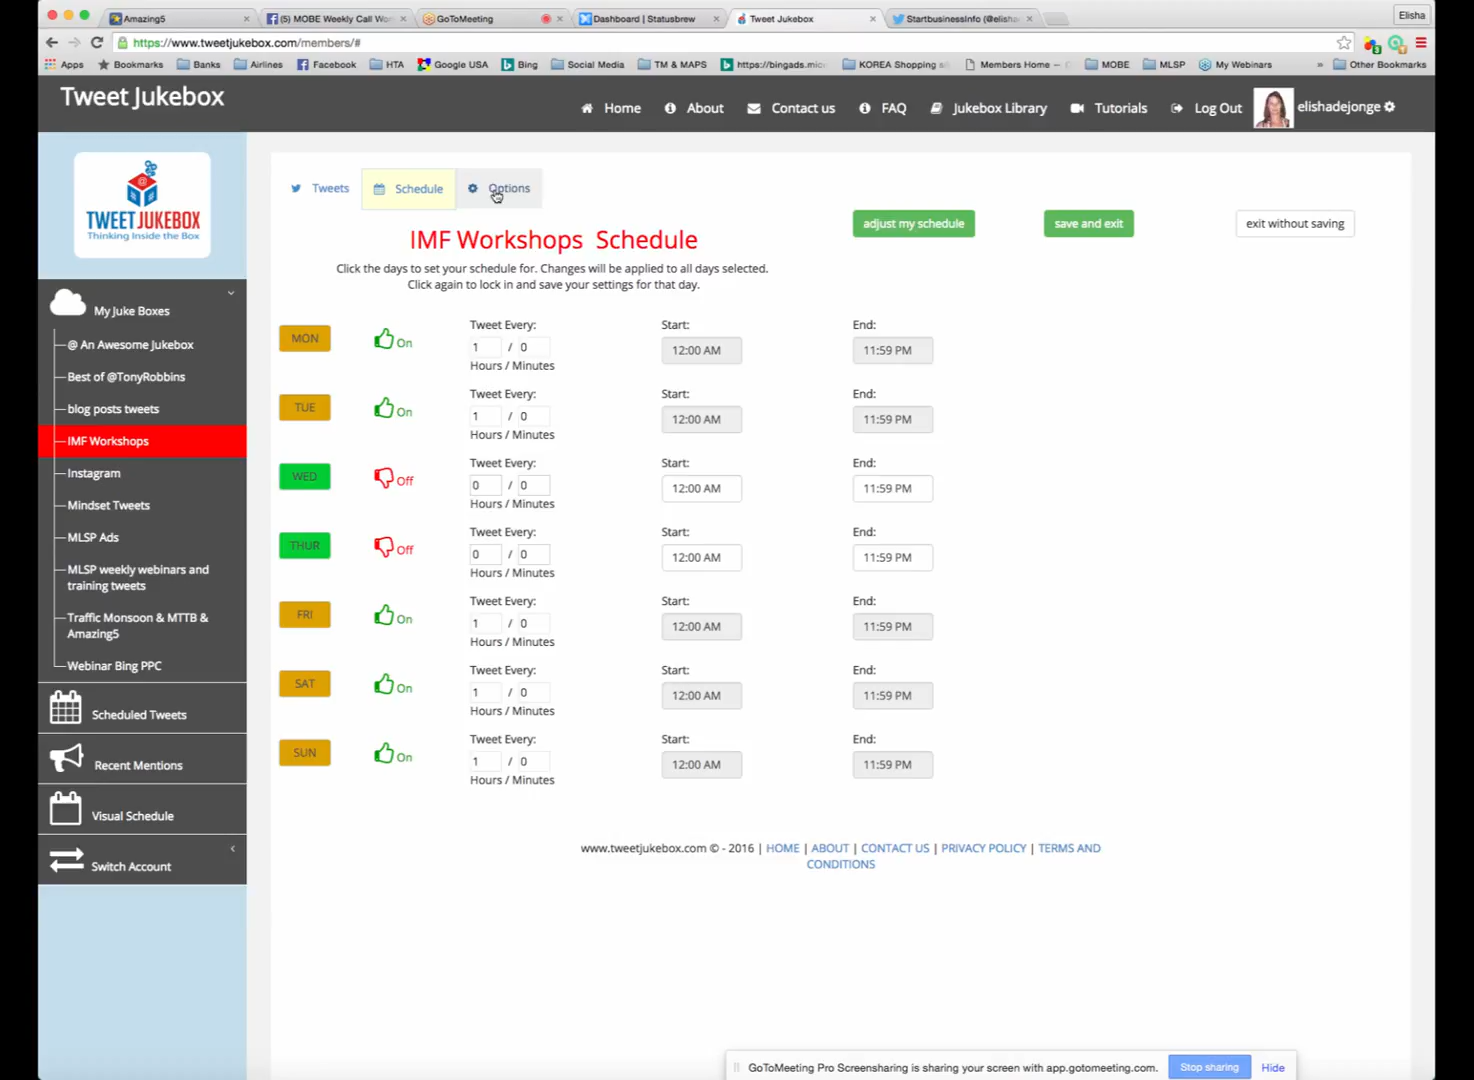 Amazing5
(5) MOBE Weekly Call
GoToMeeting
Dashboard | Statusbrew
Tweet Jukebox
StartbusinessInfo (@elisha
Elisha
https://www.tweetjukebox.com/members/#
Apps
Bookmarks
Banks
Airlines
Facebook
HTA
Google USA
Bing
Social Media
TM & MAPS
https://bingads.mic
KOREA Shopping
Members Home –
MOBE
MLSP
My Webinars
»
Other Bookmarks
Tweet Jukebox
Home
About
Contact us
FAQ
Jukebox Library
Tutorials
Log Out
elishadejonge
TWEETJUKEBOX
Thinking Inside the Box
My Juke Boxes
@ An Awesome Jukebox
Best of @TonyRobbins
blog posts tweets
IMF Workshops
Instagram
Mindset Tweets
MLSP Ads
MLSP weekly webinars and
training tweets
Traffic Monsoon & MTTB &
Amazing5
Webinar Bing PPC
Scheduled Tweets
Recent Mentions
Visual Schedule
Switch Account
Tweets
Schedule
Options
adjust my schedule
save and exit
exit without saving
IMF Workshops Schedule
Click the days to set your schedule for. Changes will be applied to all days selected.
Click again to lock in and save your settings for that day.
MON
On
Tweet Every:
1 / 0
Hours / Minutes
Start:
12:00 AM
End:
11:59 PM
TUE
On
Tweet Every:
1 / 0
Hours / Minutes
Start:
12:00 AM
End:
11:59 PM
WED
Off
Tweet Every:
0 / 0
Hours / Minutes
Start:
12:00 AM
End:
11:59 PM
THUR
Off
Tweet Every:
0 / 0
Hours / Minutes
Start:
12:00 AM
End:
11:59 PM
FRI
On
Tweet Every:
1 / 0
Hours / Minutes
Start:
12:00 AM
End:
11:59 PM
SAT
On
Tweet Every:
1 / 0
Hours / Minutes
Start:
12:00 AM
End:
11:59 PM
SUN
On
Tweet Every:
1 / 0
Hours / Minutes
Start:
12:00 AM
End:
11:59 PM
www.tweetjukebox.com © - 2016 | HOME | ABOUT | CONTACT US | PRIVACY POLICY | TERMS AND
CONDITIONS
GoToMeeting Pro Screensharing is sharing your screen with app.gotomeeting.com.
Stop sharing
Hide